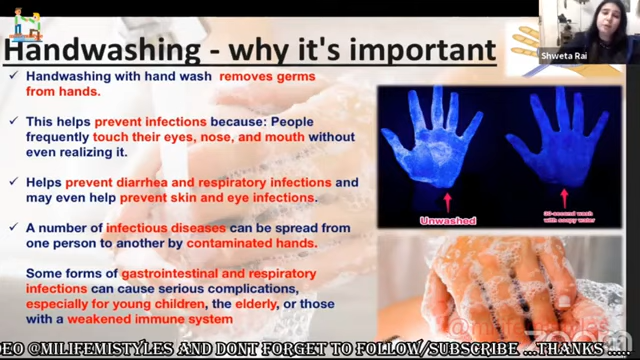 Handwashing - why it's important
Shweta Rai
✓ Handwashing with hand wash removes germs
from hands.
✓ This helps prevent infections because: People
frequently touch their eyes, nose, and mouth without
even realizing it.
✓ Helps prevent diarrhea and respiratory infections and
may even help prevent skin and eye infections.
✓ A number of infectious diseases can be spread from
one person to another by contaminated hands.
Some forms of gastrointestinal and respiratory
infections can cause serious complications,
especially for young children, the elderly, or those
with a weakened immune system
Unwashed
-second wash
with soapy water
DEO @MILIFEMISTYLES AND DONT FORGET TO FOLLOW/SUBSCRIBE ...THANKS ....